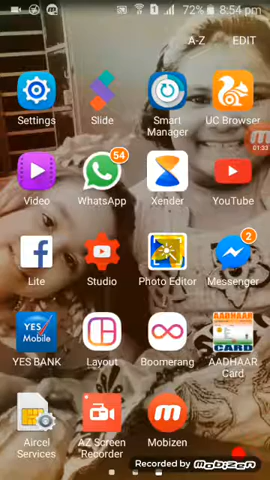 72% 8:54 pm
A-Z EDIT
01:33
Settings
Slide
Smart
Manager
UC Browser
54
Video
WhatsApp
Xender
YouTube
2
Lite
Studio
Photo Editor
Messenger
YES
Mobile
AADHAAR
CARD
YES BANK
Layout
Boomerang
AADHAAR
Card
Aircel
Services
AZ Screen
Recorder
Mobizen
Recorded by mobizen